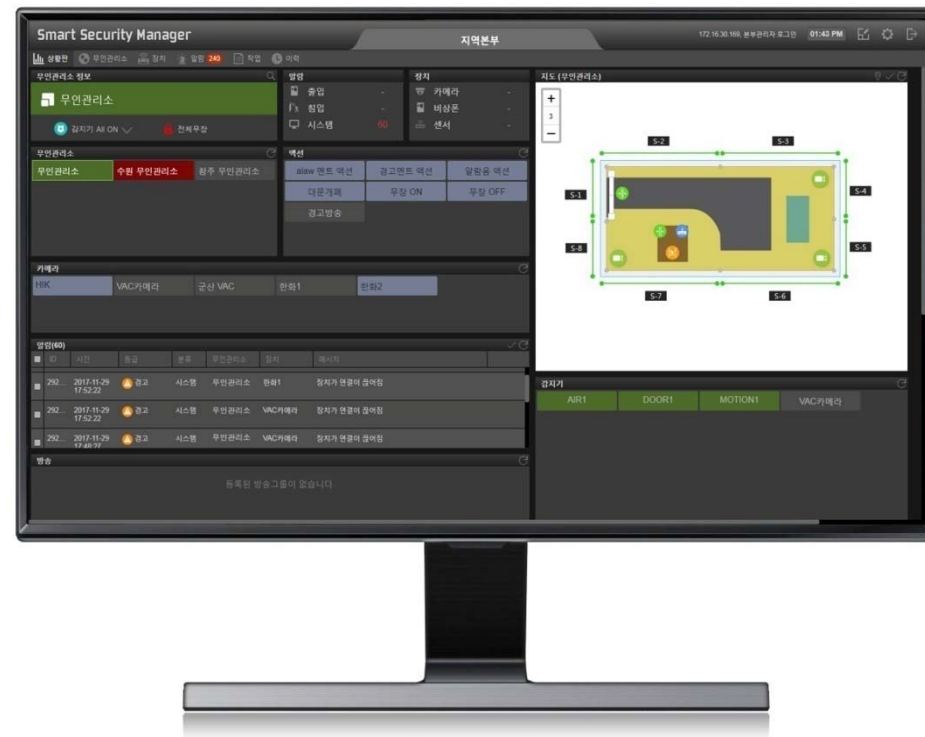 Smart Security Manager
지역본부
172.16.30.169, 본부관리자 로그인 01:43 PM
상황판 무인관리소 장치 알람 240 작업 이력
무인관리소 정보
무인관리소
감지기 All ON 전체무장
알람
출입 -
침입 -
시스템 60
장치
카메라 -
비상폰 -
센서 -
무인관리소
무인관리소 수원 무인관리소 원주 무인관리소
액션
alaw 멘트 액션 경고멘트 액션 알람음 액션
대문개폐 무장 ON 무장 OFF
경고방송
카메라
HIK VAC카메라 군산 VAC 한화1 한화2
알람(60)
ID 시간 등급 분류 무인관리소 장치 메시지
292... 2017-11-29 17:52:22 경고 시스템 무인관리소 한화1 장치가 연결이 끊어짐
292... 2017-11-29 17:52:22 경고 시스템 무인관리소 VAC카메라 장치가 연결이 끊어짐
292... 2017-11-29 17:48:27 경고 시스템 무인관리소 VAC카메라 장치가 연결이 끊어짐
방송
등록된 방송그룹이 없습니다
지도 (무인관리소)
+
3
−
S-2 S-3
S-1 S-4
S-8 S-5
S-7 S-6
감지기
AIR1 DOOR1 MOTION1 VAC카메라